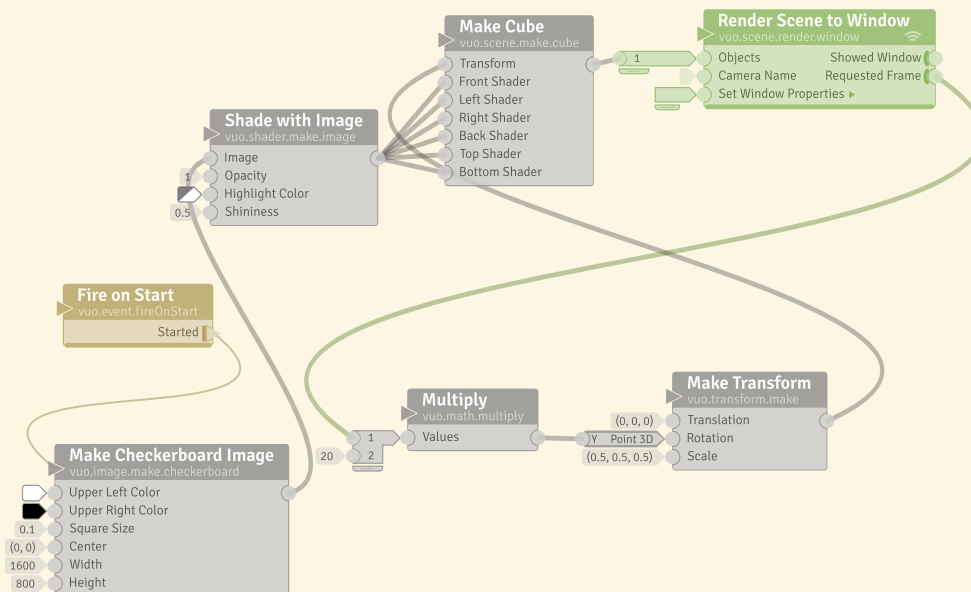 Make Cube
vuo.scene.make.cube
Transform
Front Shader
Left Shader
Right Shader
Back Shader
Top Shader
Bottom Shader
1
Render Scene to Window
vuo.scene.render.window
Objects Showed Window
Camera Name Requested Frame
Set Window Properties ▸
Shade with Image
vuo.shader.make.image
Image
1 Opacity
Highlight Color
0.5 Shininess
Fire on Start
vuo.event.fireOnStart
Started
Multiply
vuo.math.multiply
1 Values
20 2
Make Transform
vuo.transform.make
(0, 0, 0) Translation
Y Point 3D Rotation
(0.5, 0.5, 0.5) Scale
Make Checkerboard Image
vuo.image.make.checkerboard
Upper Left Color
Upper Right Color
0.1 Square Size
(0, 0) Center
1600 Width
800 Height